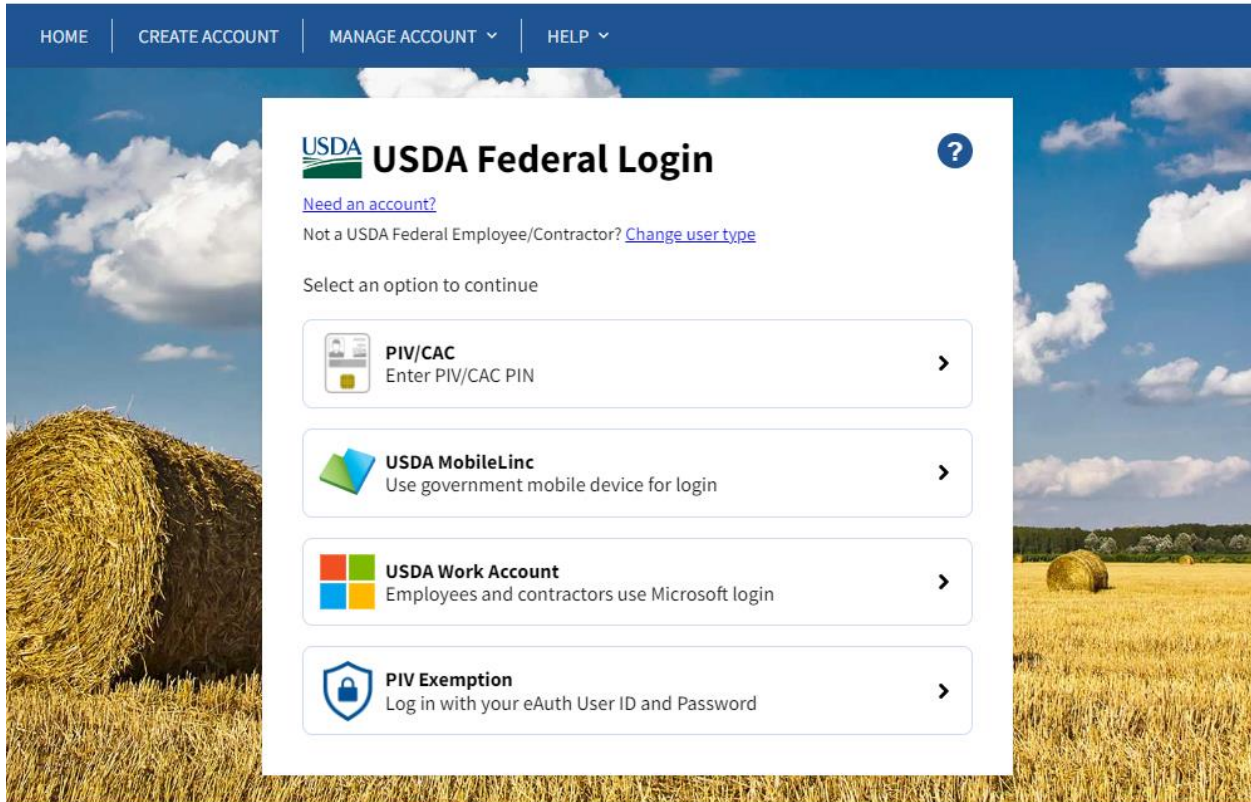 HOME CREATE ACCOUNT MANAGE ACCOUNT HELP
USDA USDA Federal Login ?
Need an account?
Not a USDA Federal Employee/Contractor? Change user type
Select an option to continue
PIV/CAC
Enter PIV/CAC PIN
USDA MobileLinc
Use government mobile device for login
USDA Work Account
Employees and contractors use Microsoft login
PIV Exemption
Log in with your eAuth User ID and Password